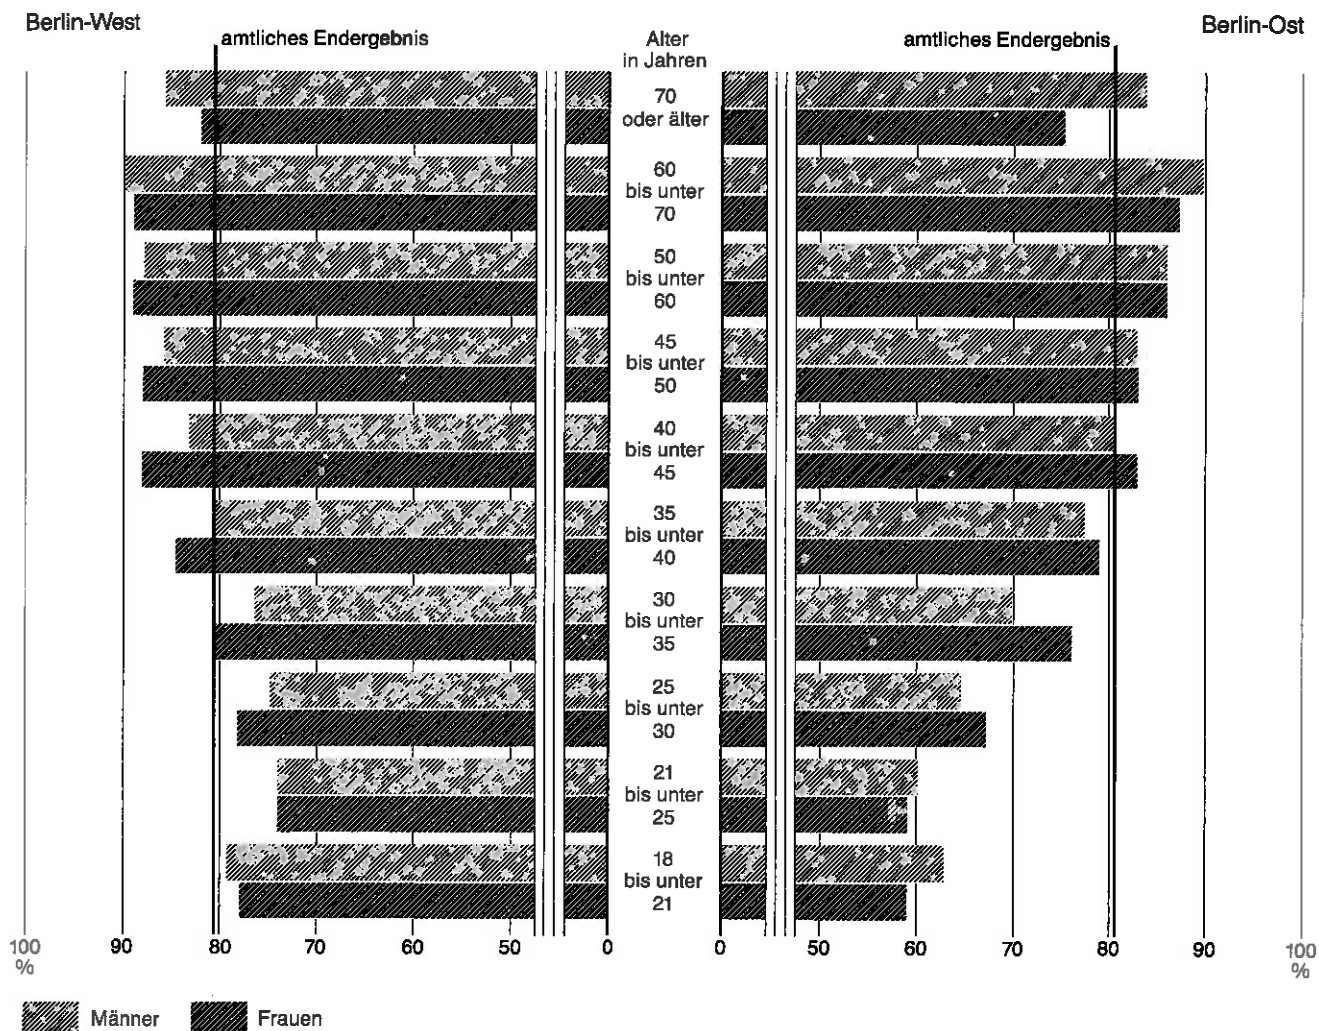 Berlin-West
Berlin-Ost
amtliches Endergebnis
Alter
in Jahren
amtliches Endergebnis
70
oder älter
60
bis unter
70
50
bis unter
60
45
bis unter
50
40
bis unter
45
35
bis unter
40
30
bis unter
35
25
bis unter
30
21
bis unter
25
18
bis unter
21
100 90 80 70 60 50 0 0 50 60 70 80 90 100
% %
Männer Frauen